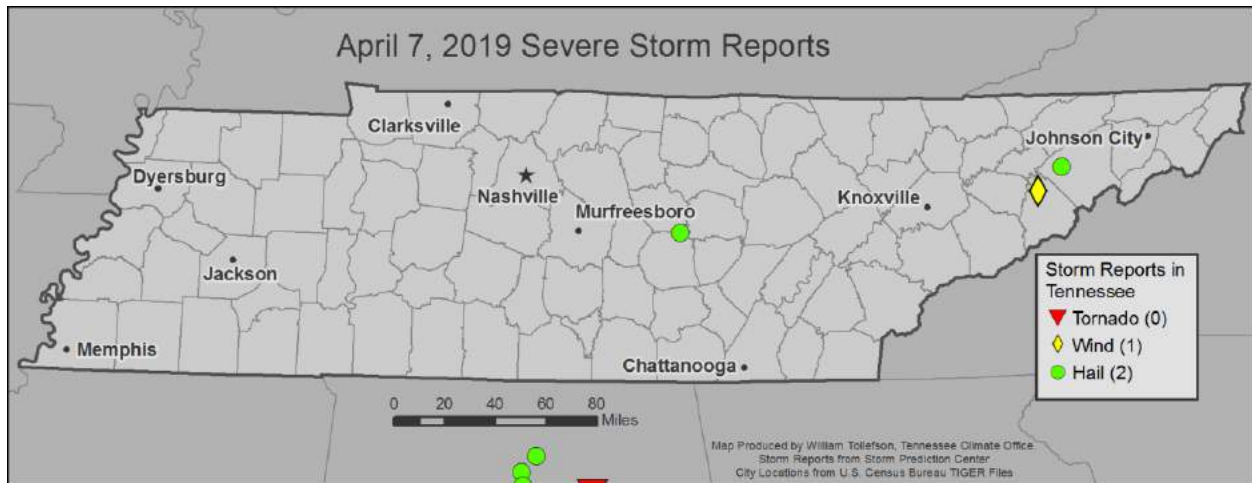 April 7, 2019 Severe Storm Reports
Clarksville
Johnson City
Dyersburg
Nashville
Knoxville
Murfreesboro
Jackson
Storm Reports in
Tennessee
Tornado (0)
Wind (1)
Hail (2)
Memphis
Chattanooga
0 20 40 60 80
Miles
Map Produced by William Tollefson, Tennessee Climate Office
Storm Reports from Storm Prediction Center
City Locations from U.S. Census Bureau TIGER Files